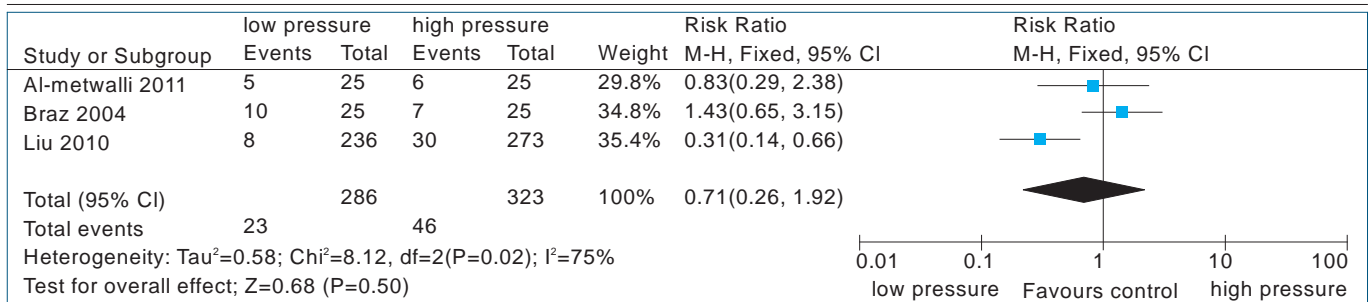 low pressure high pressure Risk Ratio Risk Ratio
Study or Subgroup Events Total Events Total Weight M-H, Fixed, 95% CI M-H, Fixed, 95% CI
Al-metwalli 2011 5 25 6 25 29.8% 0.83(0.29, 2.38)
Braz 2004 10 25 7 25 34.8% 1.43(0.65, 3.15)
Liu 2010 8 236 30 273 35.4% 0.31(0.14, 0.66)
Total (95% CI) 286 323 100% 0.71(0.26, 1.92)
Total events 23 46
Heterogeneity: Tau²=0.58; Chi²=8.12, df=2(P=0.02); I²=75%
0.01 0.1 1 10 100
Test for overall effect; Z=0.68 (P=0.50)
low pressure Favours control high pressure